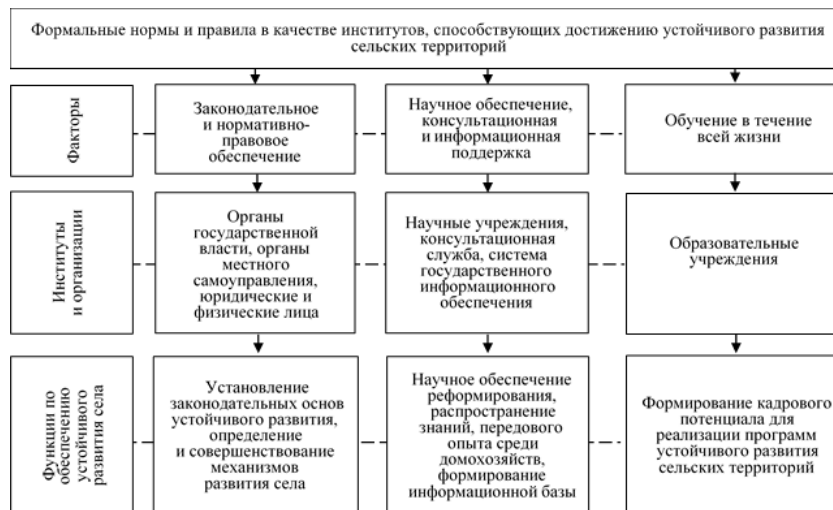 Формальные нормы и правила в качестве институтов, способствующих достижению устойчивого развития
сельских территорий
Факторы
Законодательное
и нормативно-
правовое
обеспечение
Научное обеспечение,
консультационная
и информационная
поддержка
Обучение в течение
всей жизни
Институты
и организации
Органы
государственной
власти, органы
местного
самоуправления,
юридические и
физические лица
Научные учреждения,
консультационная
служба, система
государственного
информационного
обеспечения
Образовательные
учреждения
Функции по
обеспечению
устойчивого
развития села
Установление
законодательных основ
устойчивого развития,
определение
и совершенствование
механизмов
развития села
Научное обеспечение
реформирования,
распространение
знаний, передового
опыта среди
домохозяйств,
формирование
информационной базы
Формирование кадрового
потенциала для
реализации программ
устойчивого развития
сельских территорий